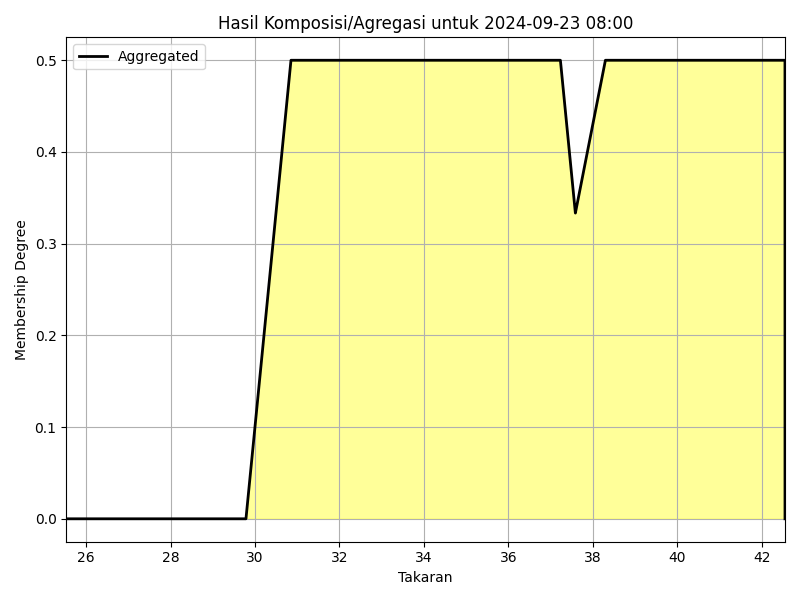 Hasil Komposisi/Agregasi untuk 2024-09-23 08:00
Aggregated
Membership Degree
0.5
0.4
0.3
0.2
0.1
0.0
26 28 30 32 34 36 38 40 42
Takaran